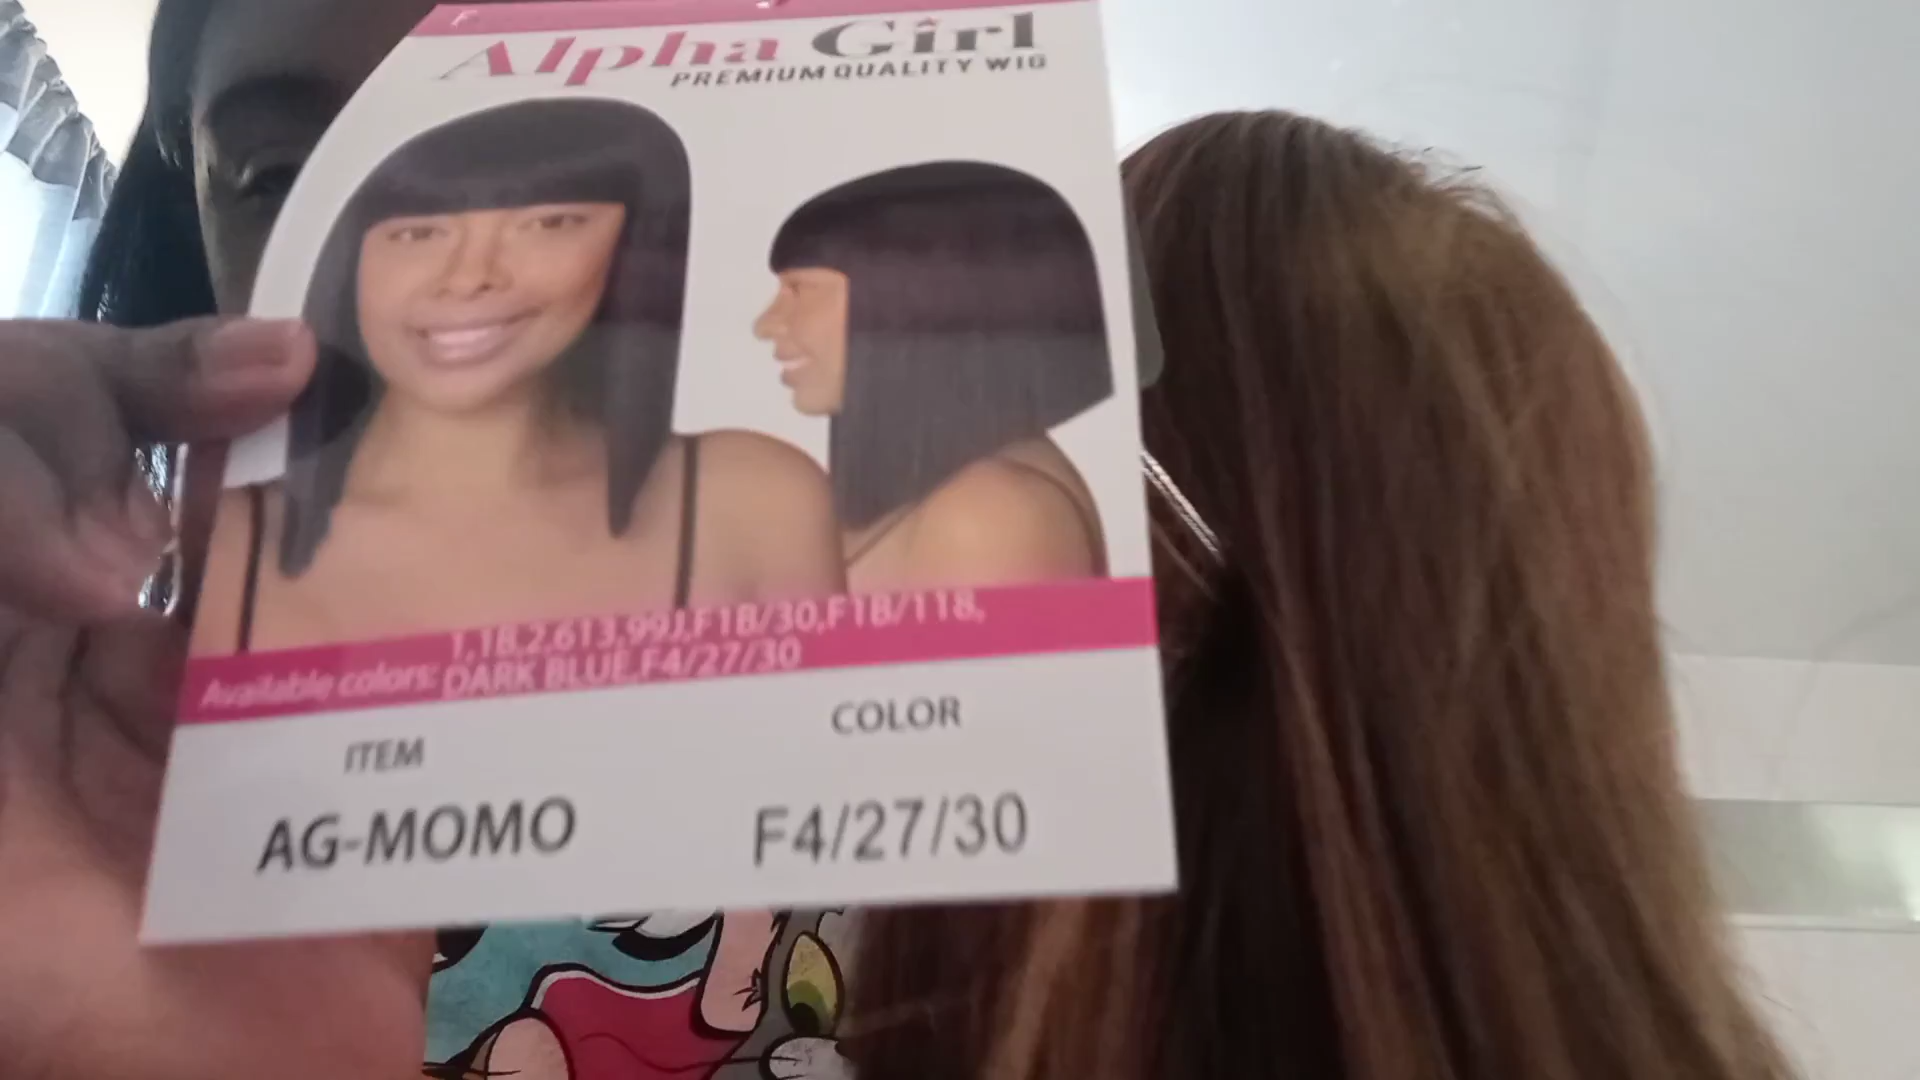 Alpha Girl
PREMIUM QUALITY WIG
1,1B,2,613,99J,F1B/30,F1B/118,
Available colors: DARK BLUE,F4/27/30
ITEM
COLOR
AG-MOMO
F4/27/30